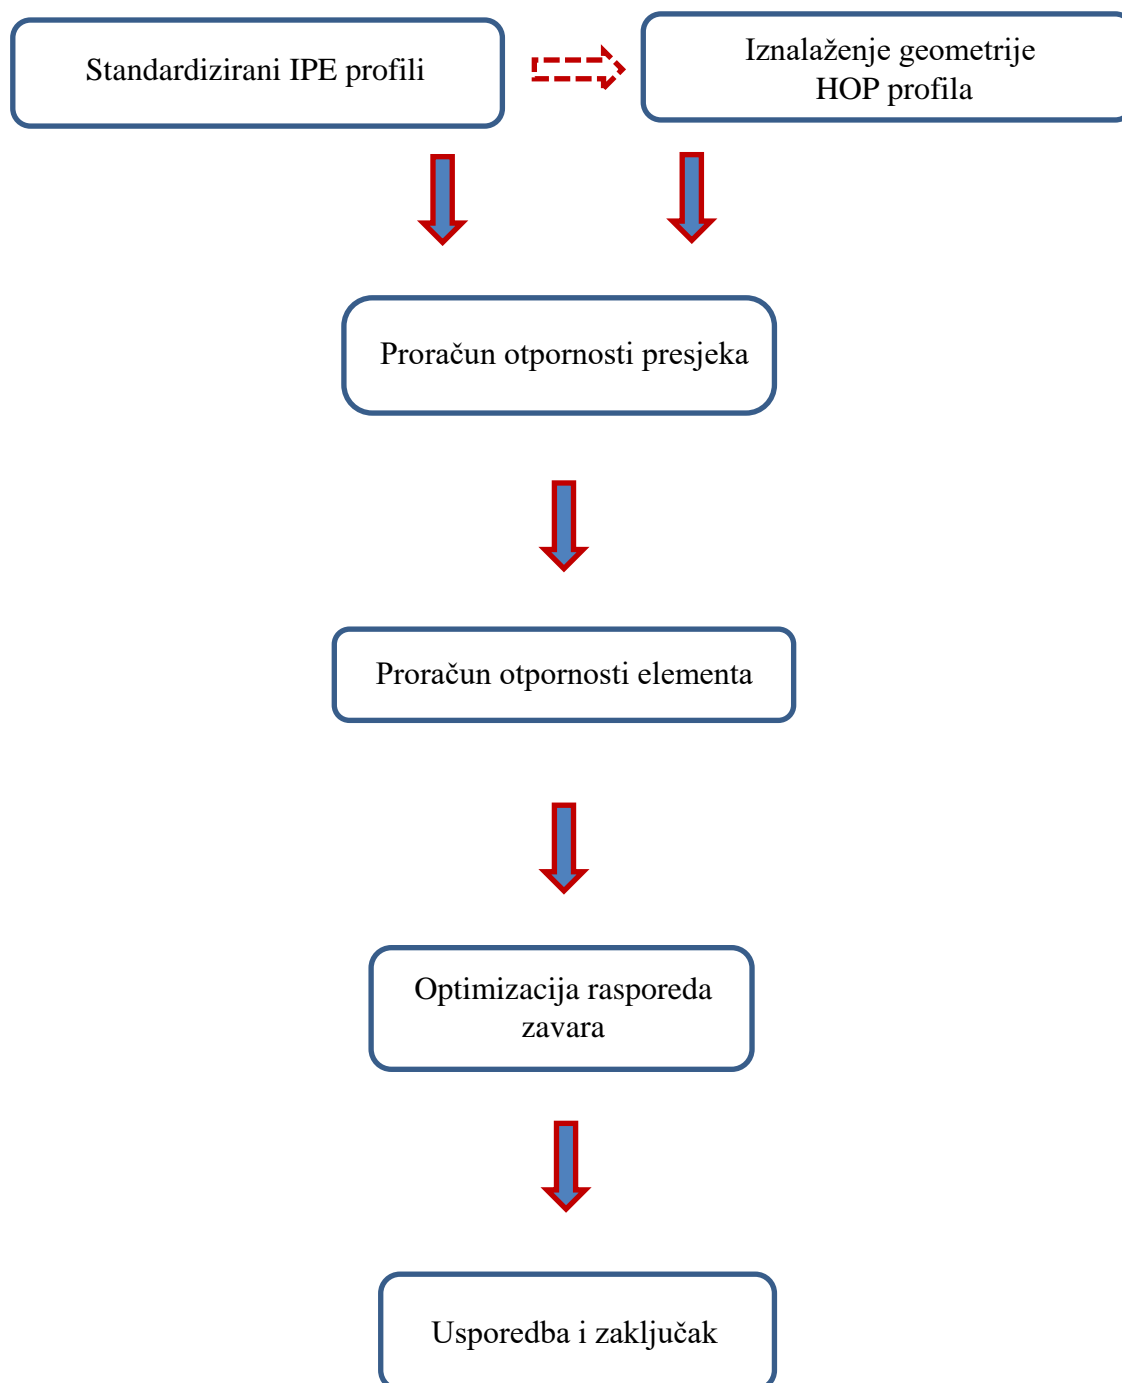 Standardizirani IPE profili
Iznalaženje geometrije
HOP profila
Proračun otpornosti presjeka
Proračun otpornosti elementa
Optimizacija rasporeda
zavara
Usporedba i zaključak